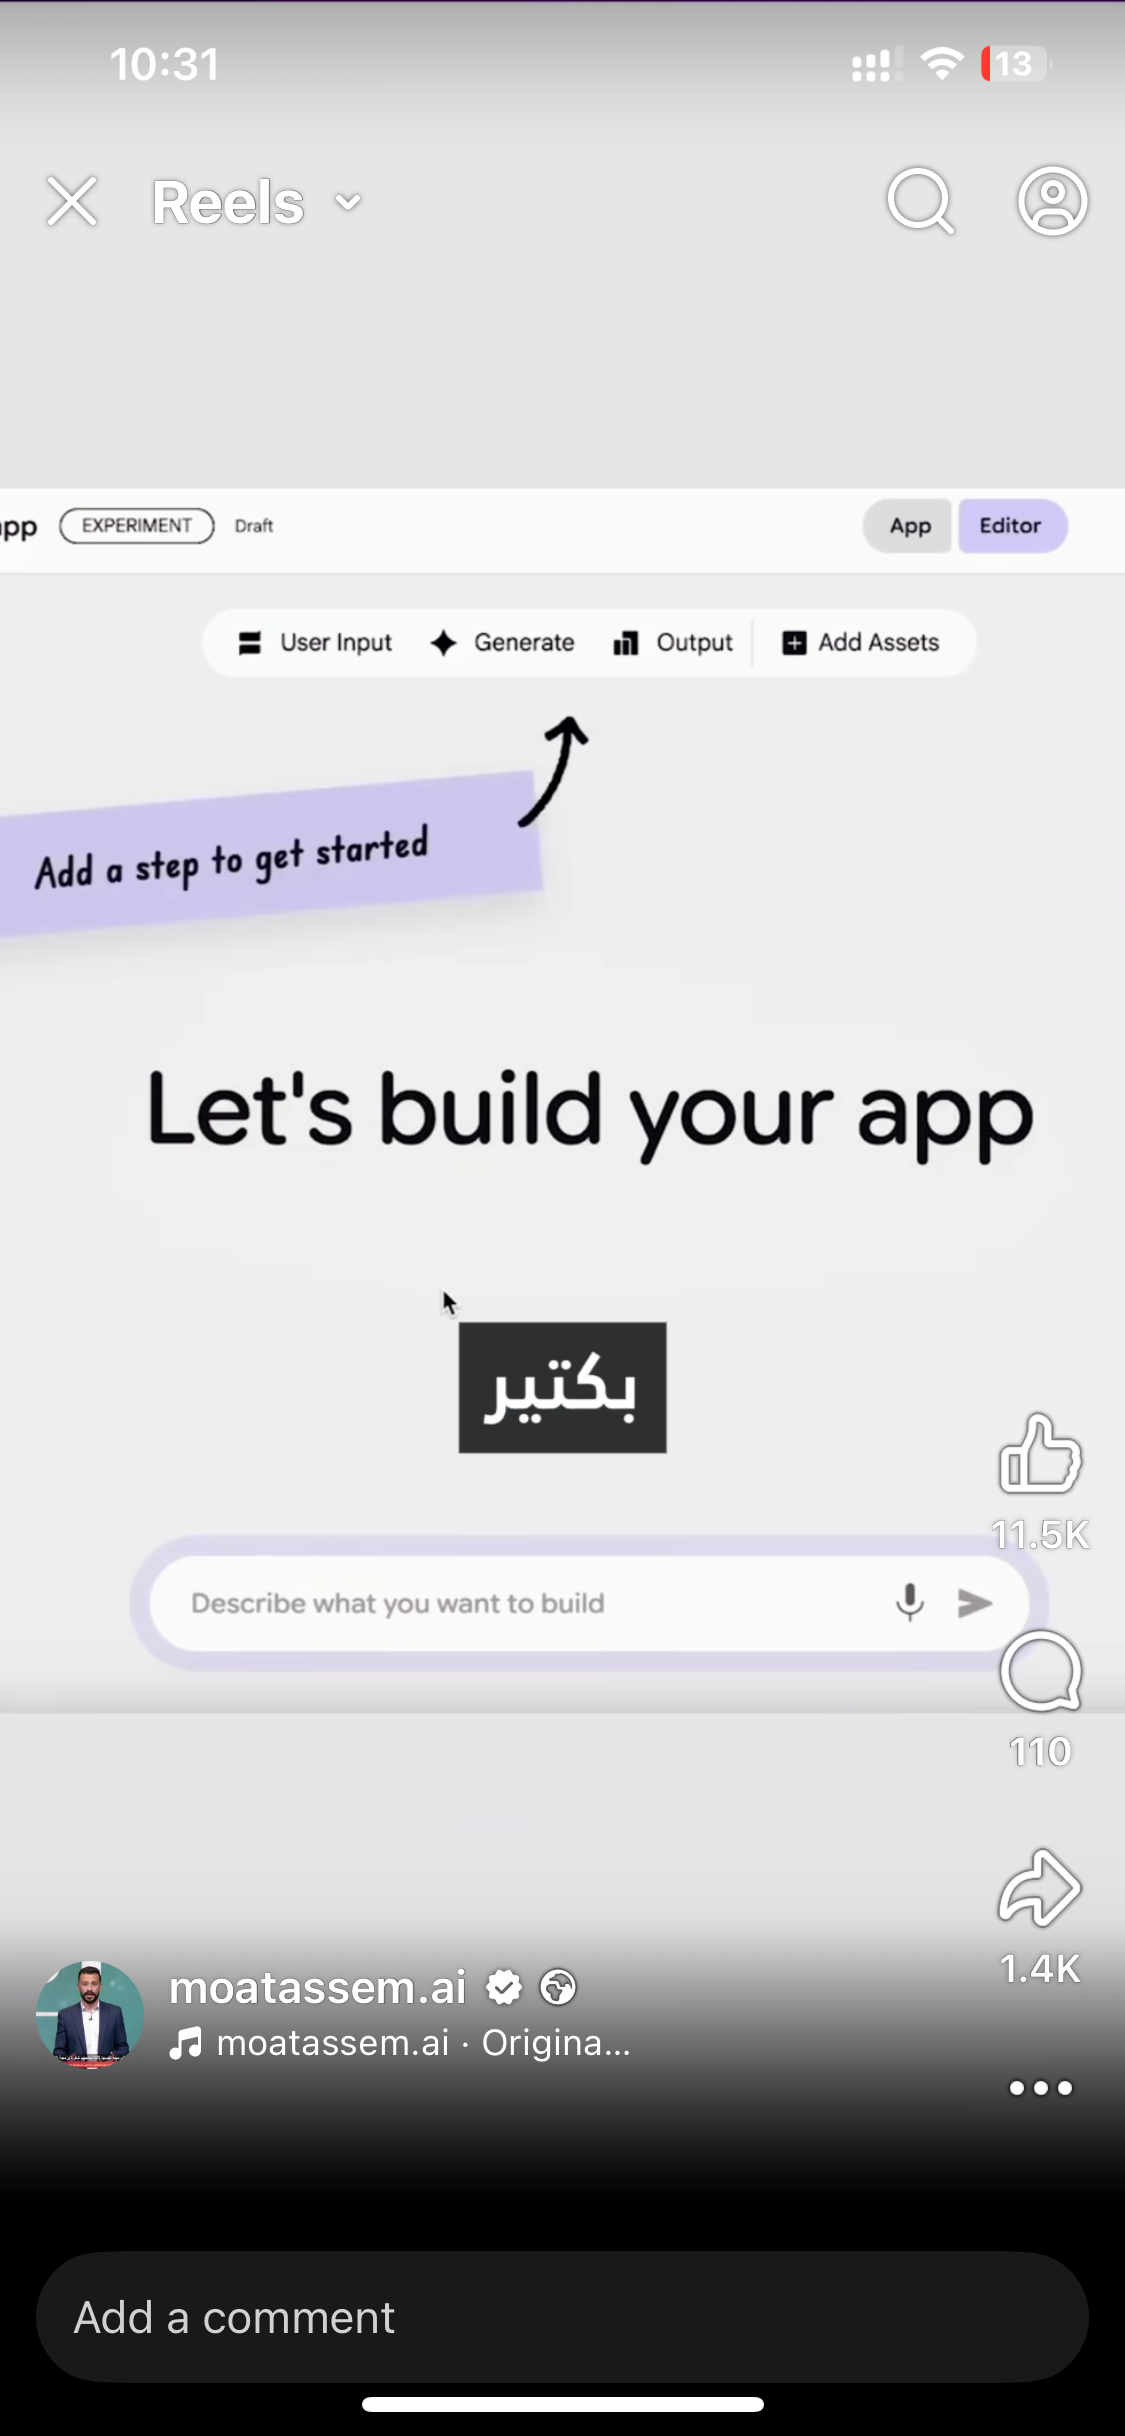 10:31
13
Reels
app EXPERIMENT Draft App Editor
User Input Generate Output Add Assets
Add a step to get started
Let's build your app
بكتير
11.5K
Describe what you want to build
110
moatassem.ai
1.4K
moatassem.ai · Origina...
Add a comment